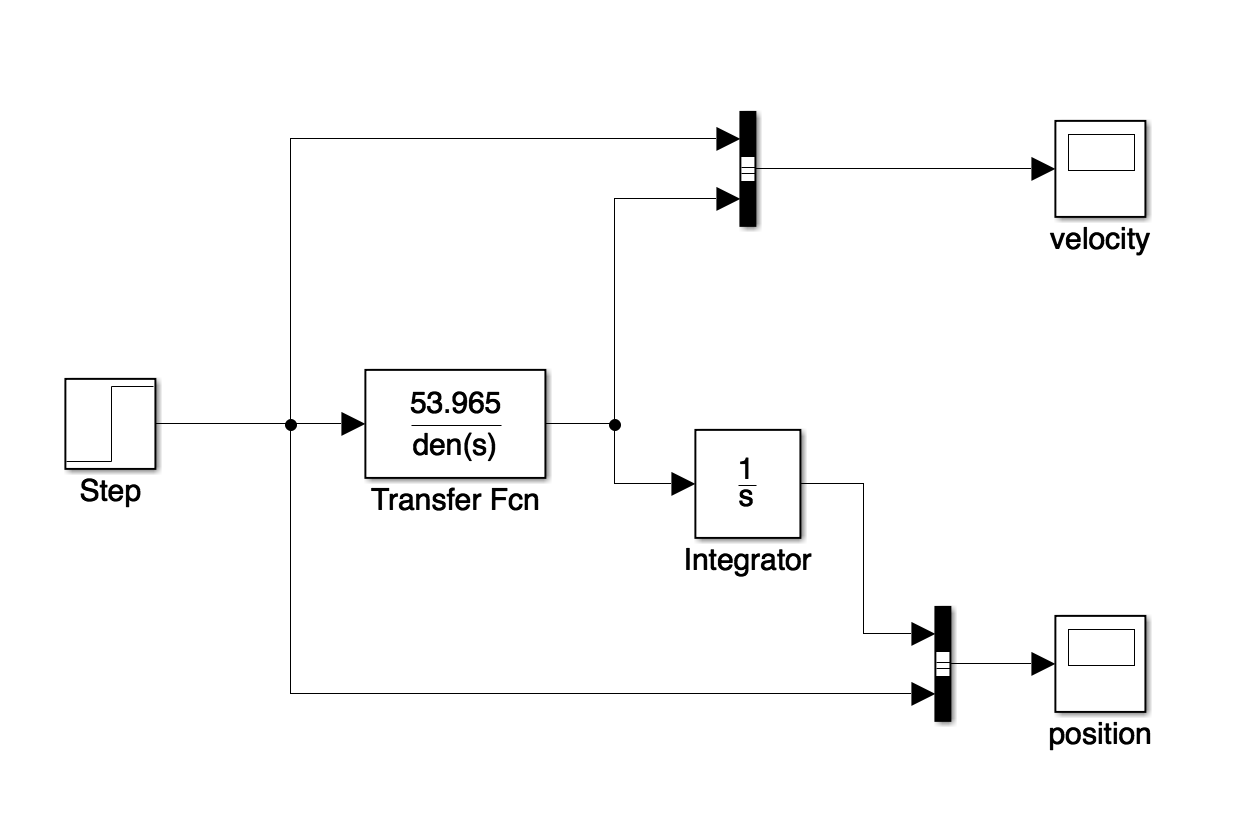 velocity
Step
53.965
den(s)
Transfer Fcn
1
s
Integrator
position